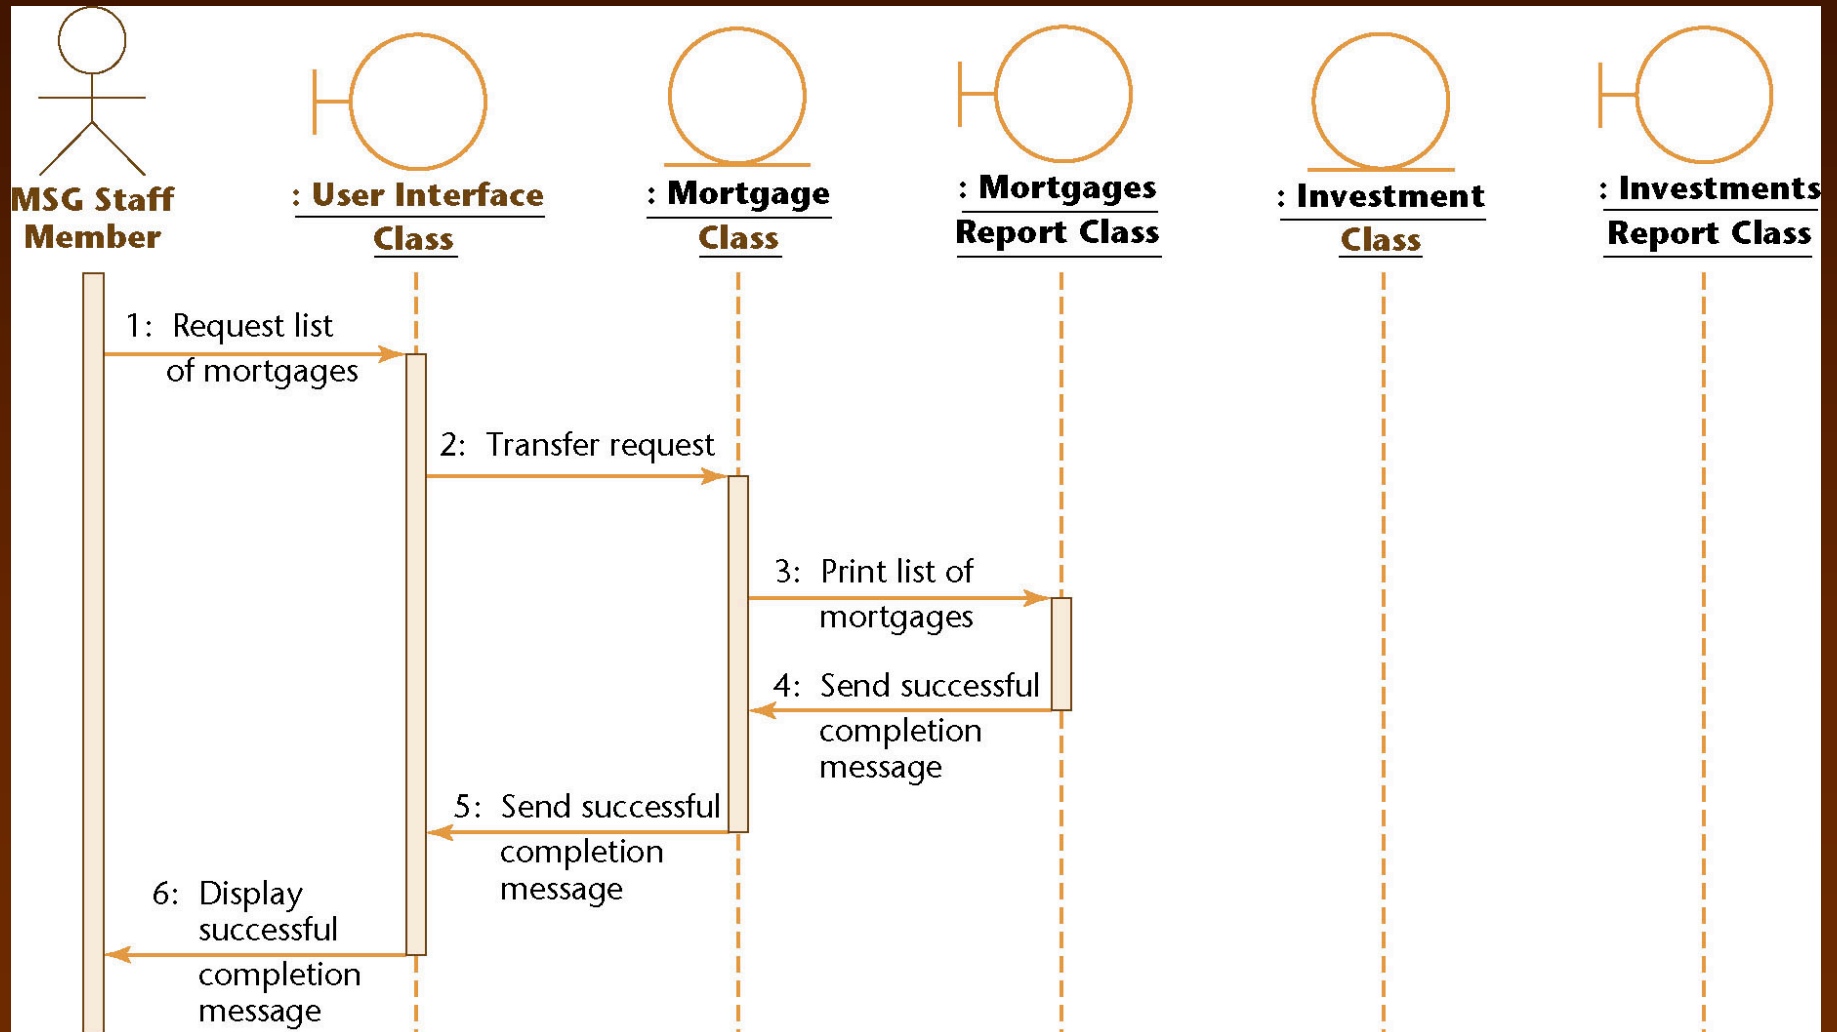 MSG Staff
Member
: User Interface
Class
: Mortgage
Class
: Mortgages
Report Class
: Investment
Class
: Investments
Report Class
1: Request list
of mortgages
2: Transfer request
3: Print list of
mortgages
4: Send successful
completion
message
5: Send successful
completion
message
6: Display
successful
completion
message